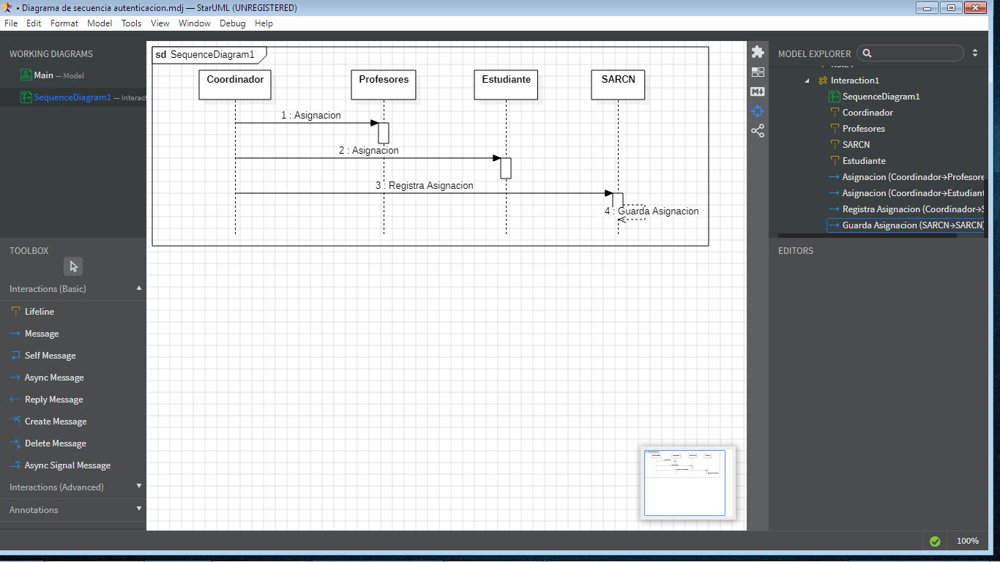 • Diagrama de secuencia autenticacion.mdj — StarUML (UNREGISTERED)
File Edit Format Model Tools View Window Debug Help
WORKING DIAGRAMS
Main — Model
SequenceDiagram1 — Interact
TOOLBOX
Interactions (Basic)
Lifeline
Message
Self Message
Async Message
Reply Message
Create Message
Delete Message
Async Signal Message
Interactions (Advanced)
Annotations
sd SequenceDiagram1
Coordinador Profesores Estudiante SARCN
1 : Asignacion
2 : Asignacion
3 : Registra Asignacion
4 : Guarda Asignacion
MODEL EXPLORER
Interaction1
SequenceDiagram1
Coordinador
Profesores
SARCN
Estudiante
Asignacion (Coordinador→Profesore
Asignacion (Coordinador→Estudiant
Registra Asignacion (Coordinador→S
Guarda Asignacion (SARCN→SARCN)
EDITORS
100%